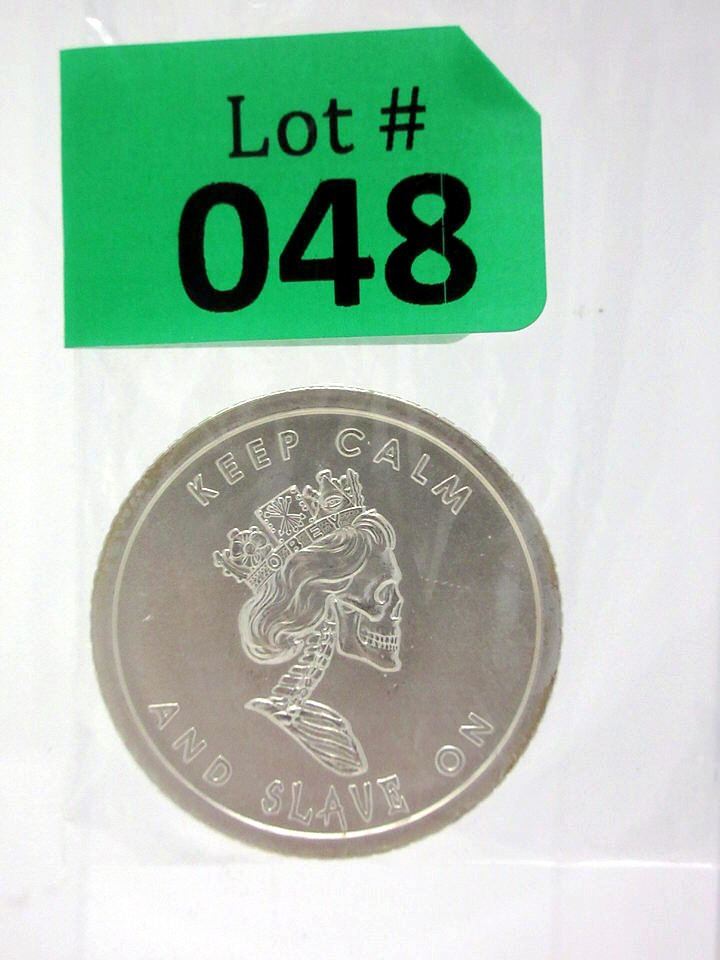 Lot #
048
KEEP CALM
OBEY
AND SLAVE ON